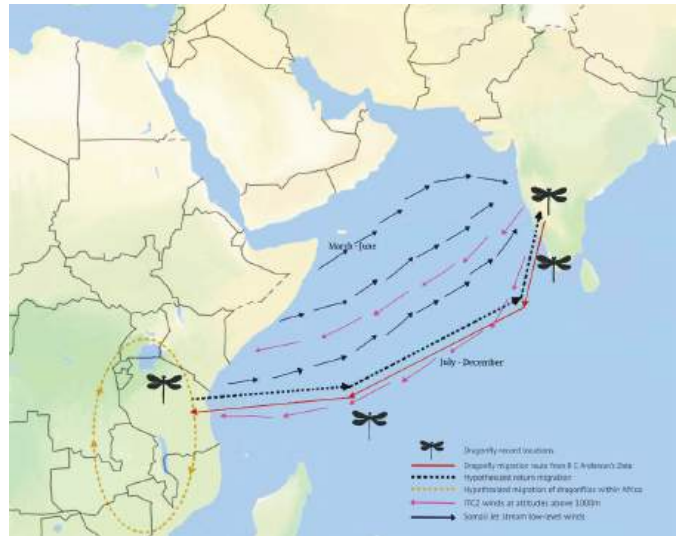 March - June
July - December
Dragonfly record locations
Dragonfly migration route from R C Anderson's Data
Hypothesized return migration
Hypothesized migration of dragonflies within Africa
ITCZ winds at altitudes above 1000m
Somali Jet Stream low-level winds